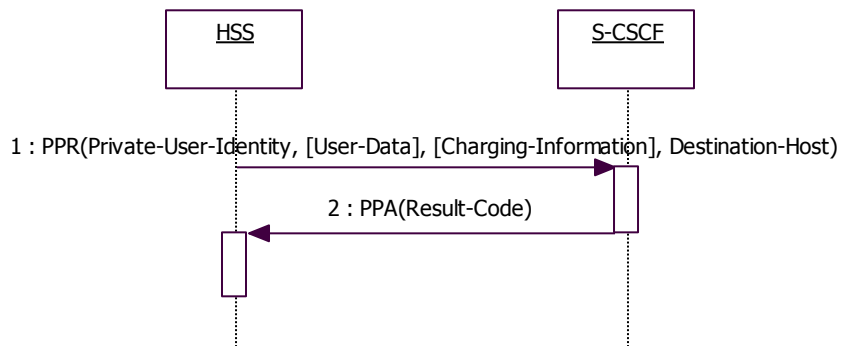 HSS
S-CSCF
1 : PPR(Private-User-Identity, [User-Data], [Charging-Information], Destination-Host)
2 : PPA(Result-Code)